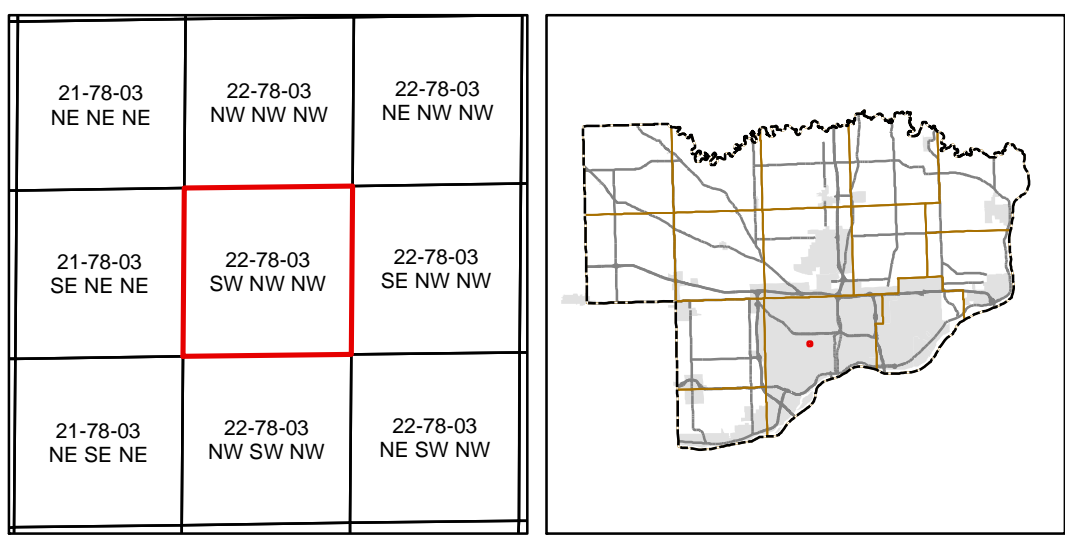 21-78-03
NE NE NE
22-78-03
NW NW NW
22-78-03
NE NW NW
21-78-03
SE NE NE
22-78-03
SW NW NW
22-78-03
SE NW NW
21-78-03
NE SE NE
22-78-03
NW SW NW
22-78-03
NE SW NW